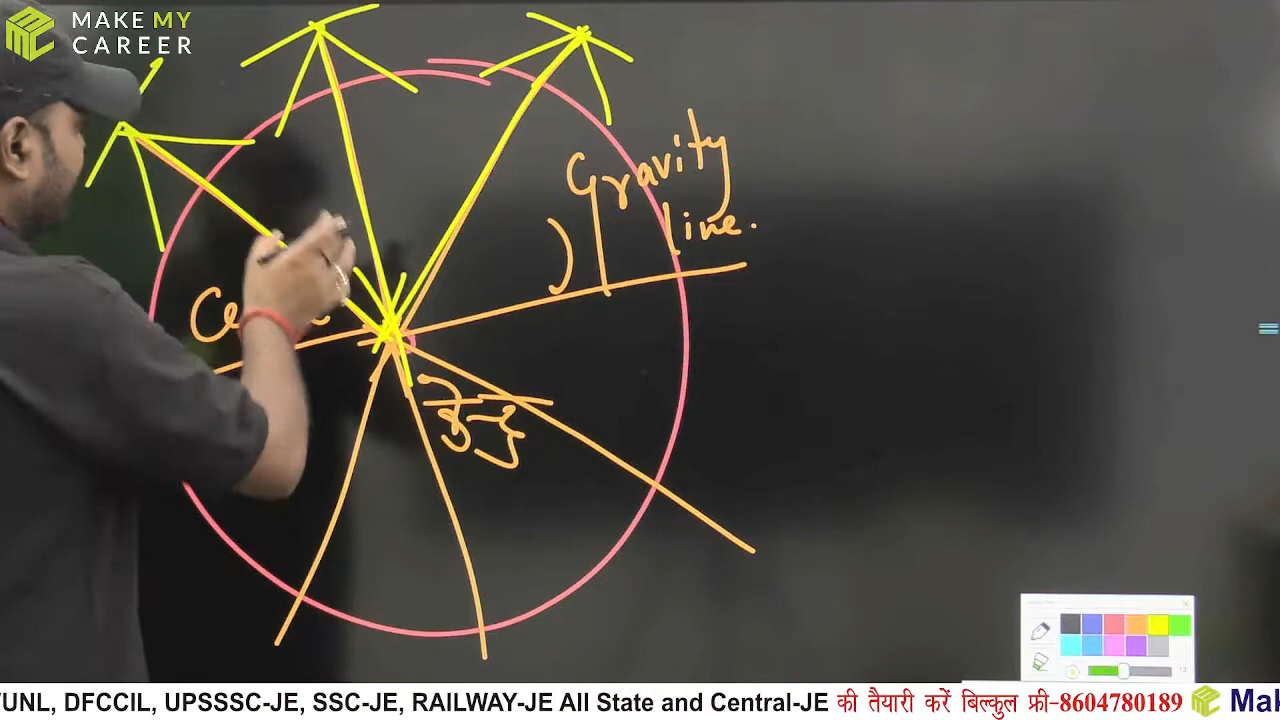 MAKE MY
CAREER
Gravity
line.
केन्द्र
/UNL, DFCCIL, UPSSSC-JE, SSC-JE, RAILWAY-JE All State and Central-JE की तैयारी करें बिल्कुल फ्री-8604780189 Mal